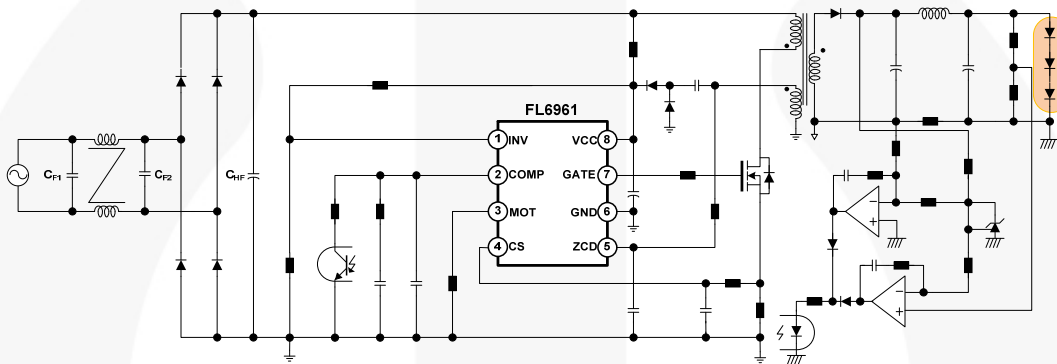 FL6961
1 INV VCC 8
2 COMP GATE 7
3 MOT GND 6
4 CS ZCD 5
CF1 CF2 CHF
− +
− +